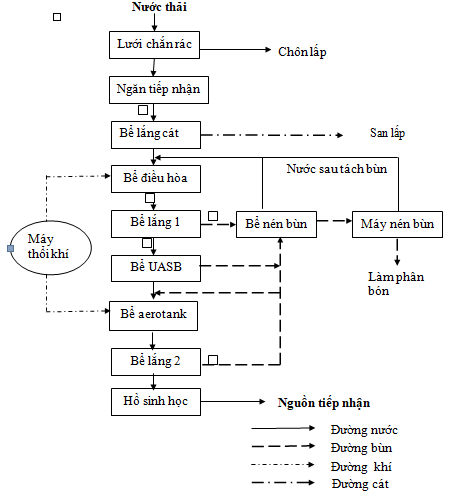 Nước thải
Lưới chắn rác
Chôn lấp
Ngăn tiếp nhận
Bể lắng cát
San lấp
Nước sau tách bùn
Bể điều hòa
Bể lắng 1
Bể nén bùn
Máy nén bùn
Máy
thổi khí
Bể UASB
Làm phân
bón
Bể aerotank
Bể lắng 2
Hồ sinh học
Nguồn tiếp nhận
Đường nước
Đường bùn
Đường khí
Đường cát